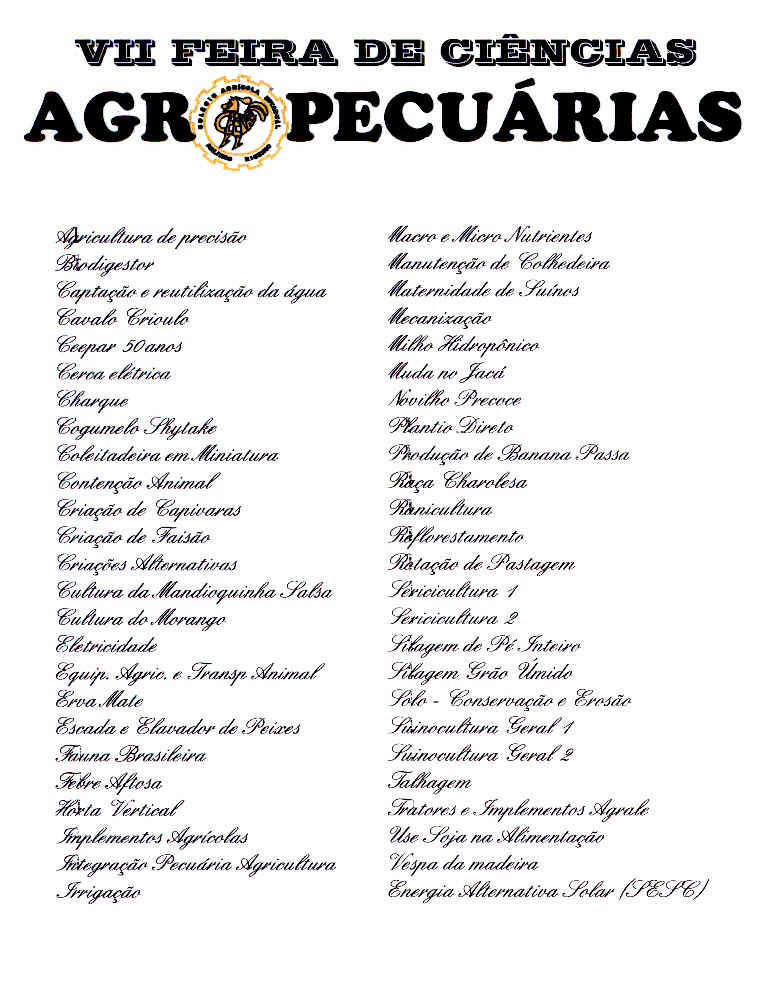 VII FEIRA DE CIÊNCIAS
AGROPECUÁRIAS
Agricultura de precisão
Biodigestor
Captação e reutilização da água
Cavalo Crioulo
Ceepar 50 anos
Cerca elétrica
Charque
Cogumelo Shytake
Coleitadeira em Miniatura
Contenção Animal
Criação de Capivaras
Criação de Faisão
Criações Alternativas
Cultura da Mandioquinha Salsa
Cultura do Morango
Eletricidade
Equip. Agric. e Transp Animal
Erva Mate
Escada e Elavador de Peixes
Fauna Brasileira
Febre Aftosa
Horta Vertical
Implementos Agrícolas
Integração Pecuária Agricultura
Irrigação
Macro e Micro Nutrientes
Manutenção de Colhedeira
Maternidade de Suínos
Mecanização
Milho Hidropônico
Muda no Jacá
Novilho Precoce
Plantio Direto
Produção de Banana Passa
Raça Charolesa
Ranicultura
Reflorestamento
Rotação de Pastagem
Sericicultura 1
Sericicultura 2
Silagem de Pé Inteiro
Silagem Grão Úmido
Solo - Conservação e Erosão
Suinocultura Geral 1
Suinocultura Geral 2
Talhagem
Tratores e Implementos Agrale
Use Soja na Alimentação
Vespa da madeira
Energia Alternativa Solar (SESC)